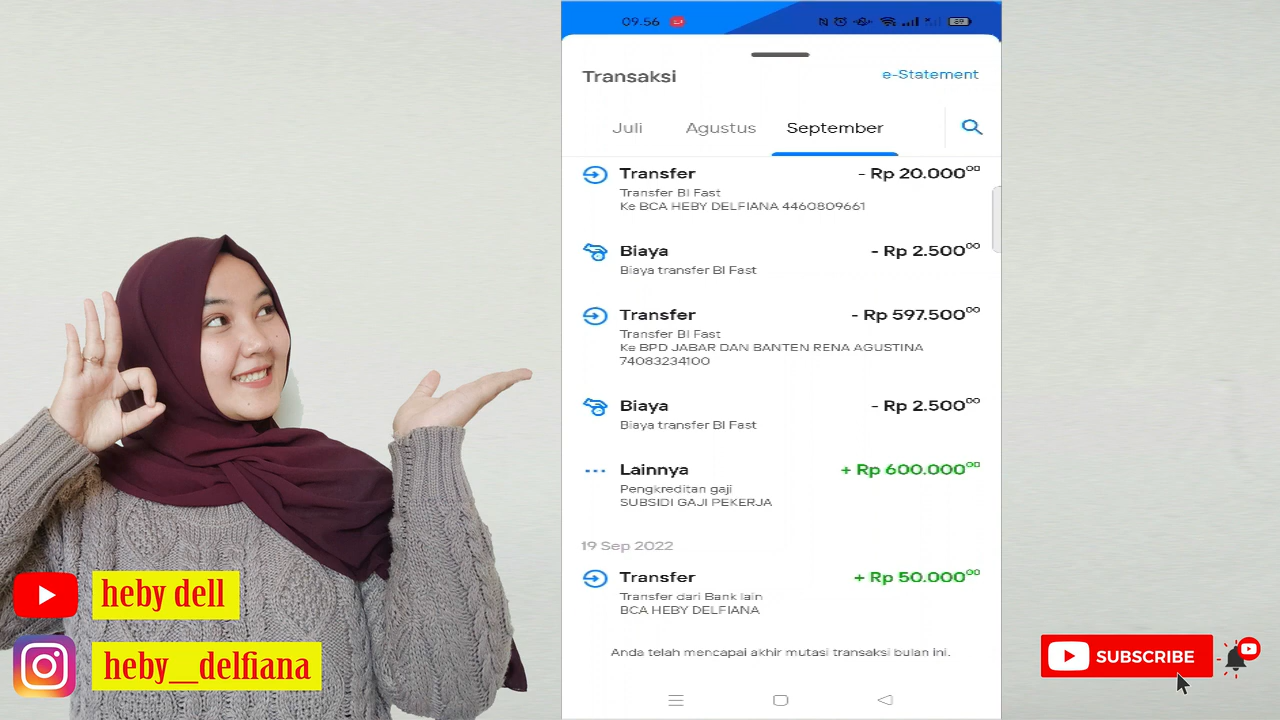 09.56
29
Transaksi
e-Statement
Juli
Agustus
September
Transfer
- Rp 20.000⁰⁰
Transfer BI Fast
Ke BCA HEBY DELFIANA 4460809661
Biaya
- Rp 2.500⁰⁰
Biaya transfer BI Fast
Transfer
- Rp 597.500⁰⁰
Transfer BI Fast
Ke BPD JABAR DAN BANTEN RENA AGUSTINA
74083234100
Biaya
- Rp 2.500⁰⁰
Biaya transfer BI Fast
Lainnya
+ Rp 600.000⁰⁰
Pengkreditan gaji
SUBSIDI GAJI PEKERJA
19 Sep 2022
Transfer
+ Rp 50.000⁰⁰
Transfer dari Bank lain
BCA HEBY DELFIANA
Anda telah mencapai akhir mutasi transaksi bulan ini.
heby dell
heby__delfiana
SUBSCRIBE